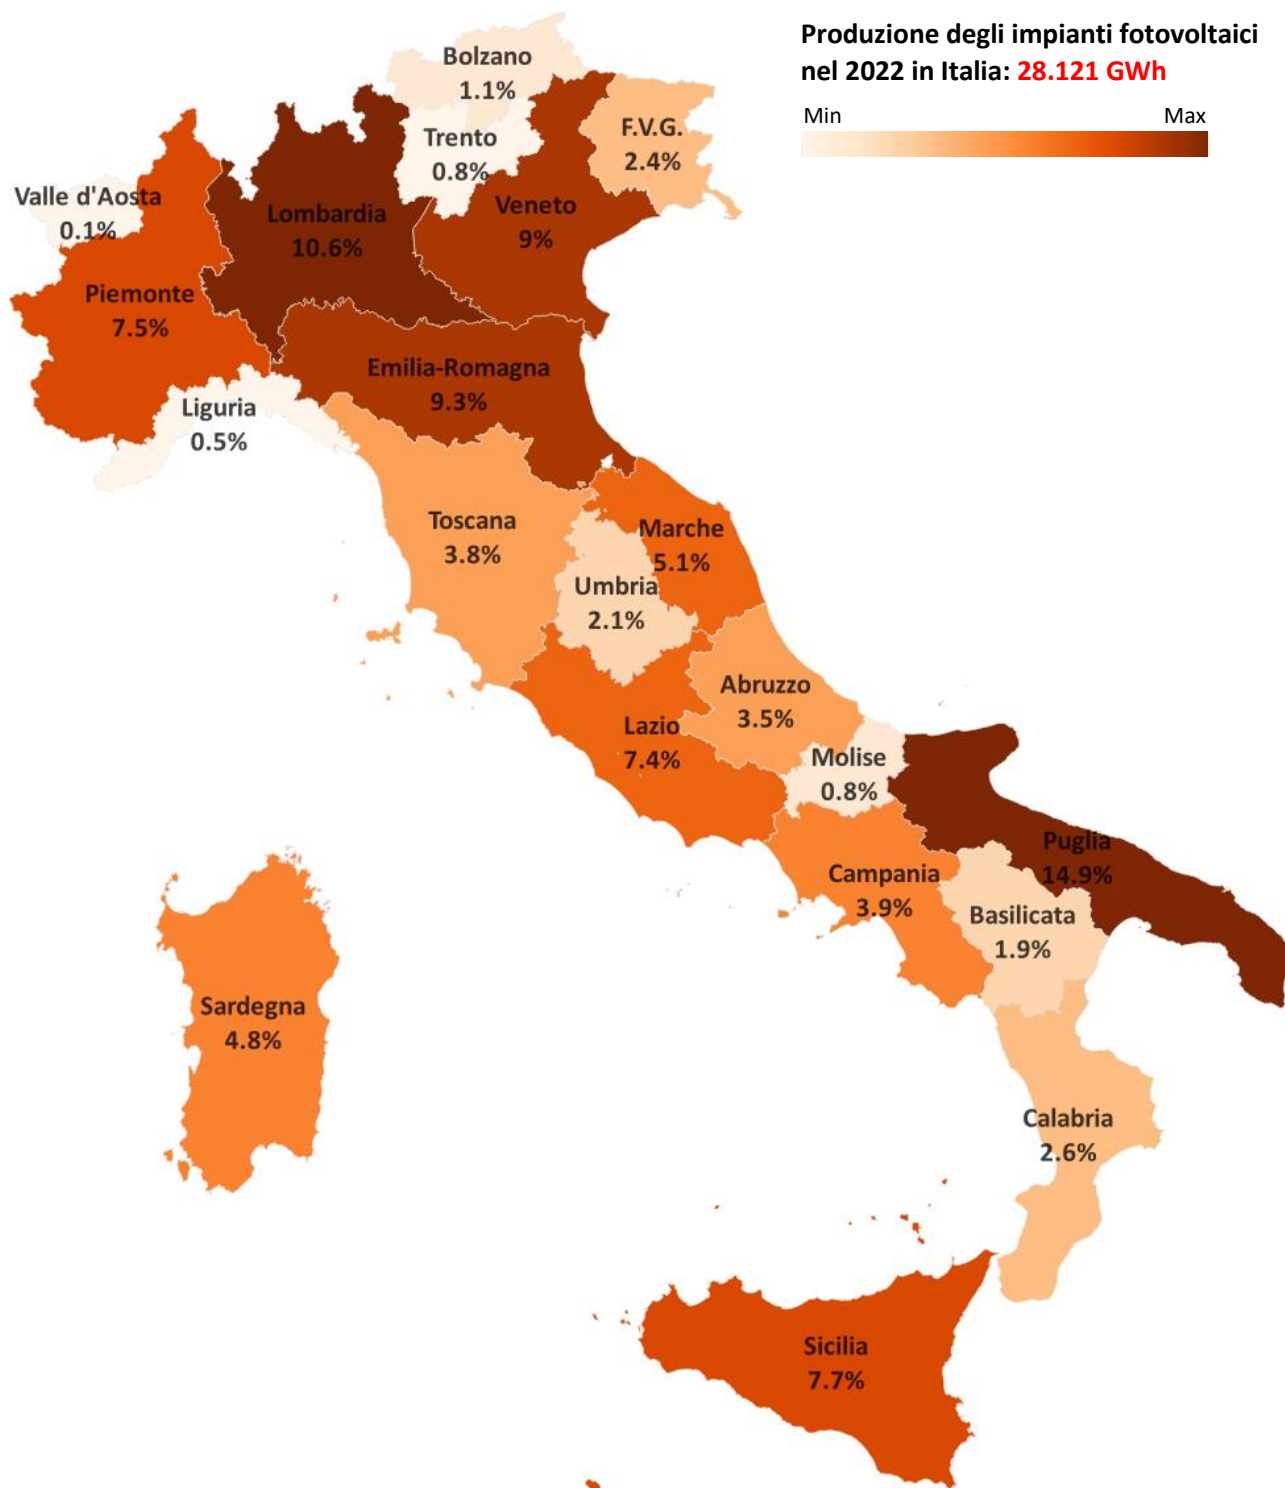 Produzione degli impianti fotovoltaici
nel 2022 in Italia: 28.121 GWh
Min Max
Bolzano
1.1%
Trento
0.8%
F.V.G.
2.4%
Valle d'Aosta
0.1%
Lombardia
10.6%
Veneto
9%
Piemonte
7.5%
Emilia-Romagna
9.3%
Liguria
0.5%
Toscana
3.8%
Marche
5.1%
Umbria
2.1%
Abruzzo
3.5%
Lazio
7.4%
Molise
0.8%
Puglia
14.9%
Campania
3.9%
Basilicata
1.9%
Sardegna
4.8%
Calabria
2.6%
Sicilia
7.7%